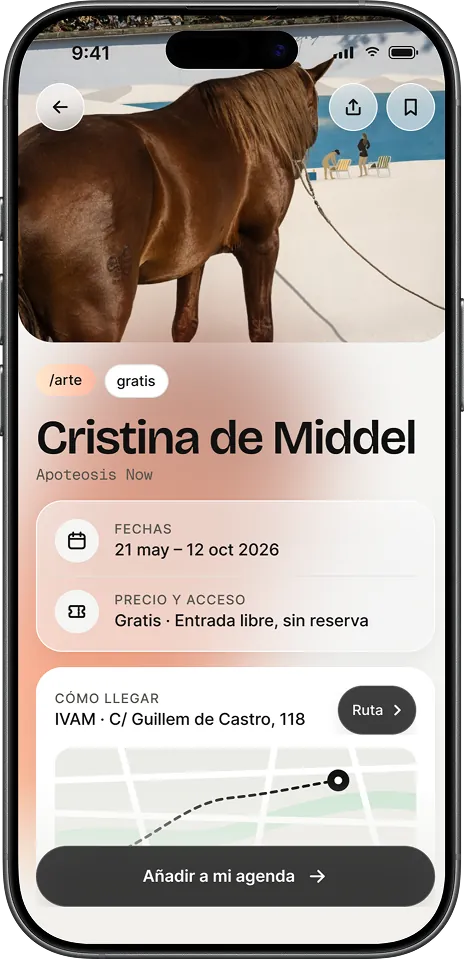 9:41
/arte
gratis
Cristina de Middel
Apoteosis Now
FECHAS
21 may – 12 oct 2026
PRECIO Y ACCESO
Gratis · Entrada libre, sin reserva
CÓMO LLEGAR
IVAM · C/ Guillem de Castro, 118
Ruta
Añadir a mi agenda